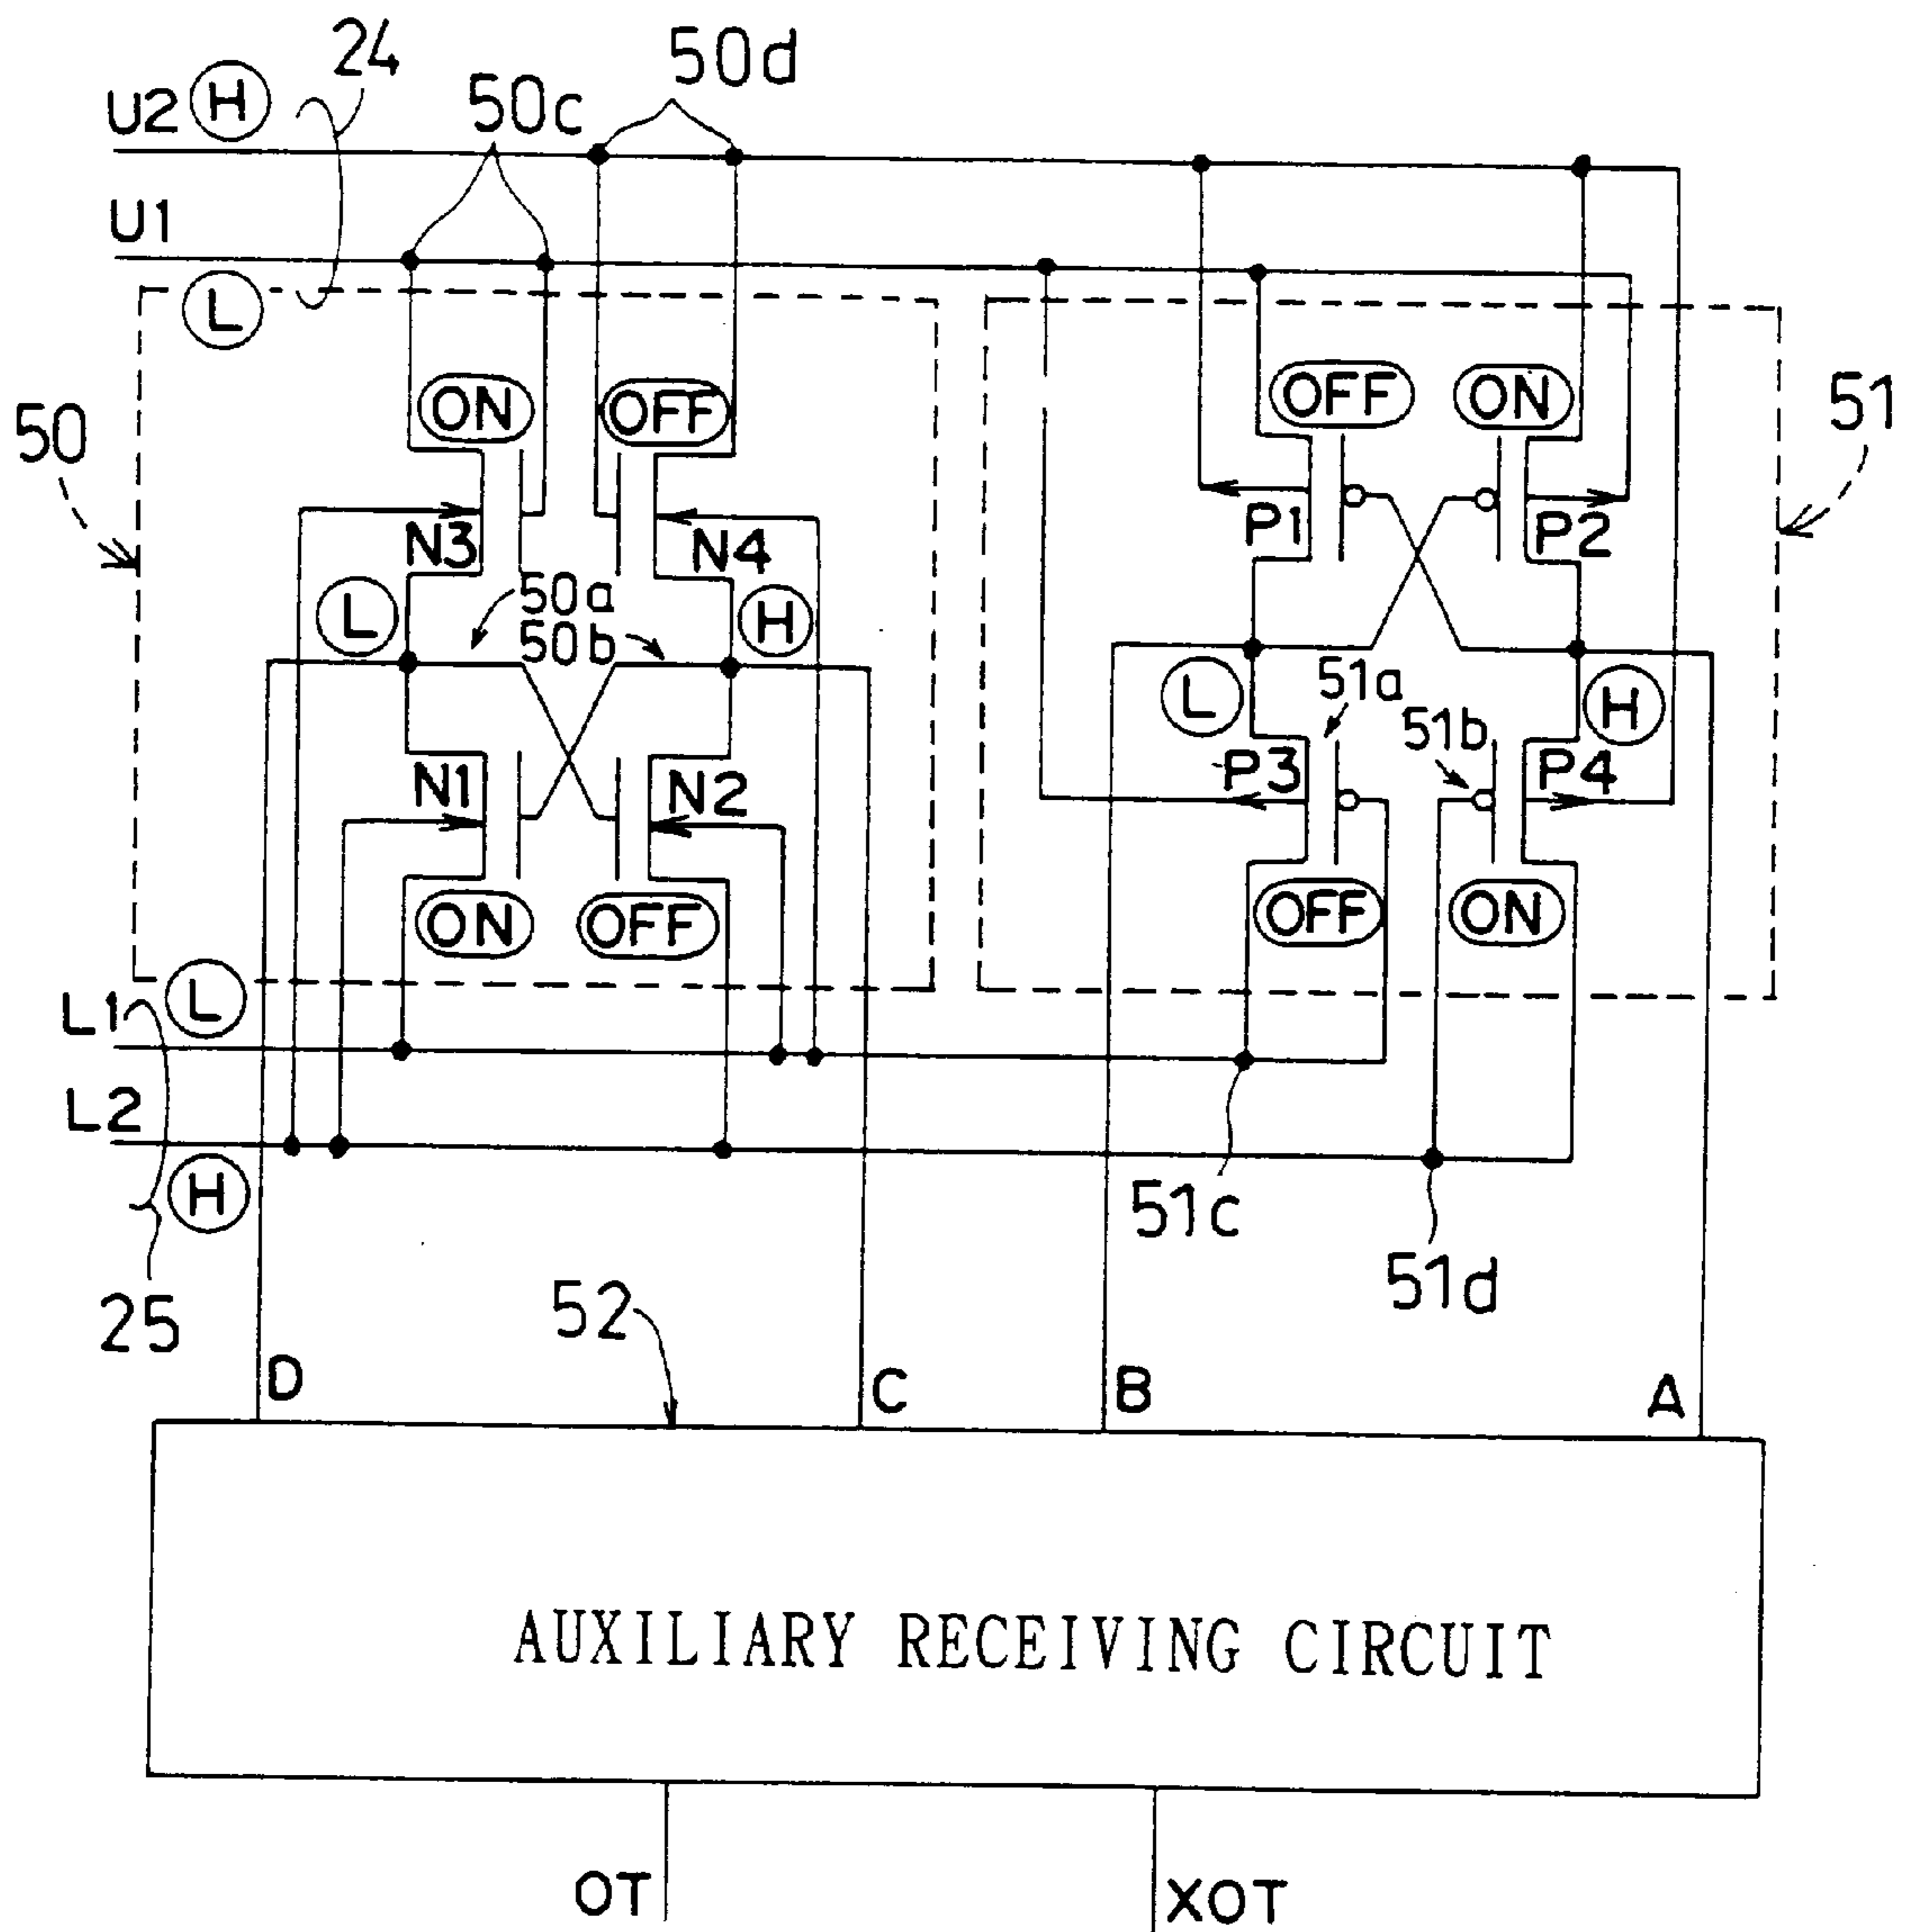 24
50d
U2 H
50c
U1
L
ON
OFF
OFF
ON
50
51
N3
N4
P1
P2
L
50a
H
50b
51a
L
H
51b
N1
N2
P3
P4
ON
OFF
OFF
ON
L1
L
L2
H
51c
51d
25
52
D
C
B
A
AUXILIARY RECEIVING CIRCUIT
OT
XOT